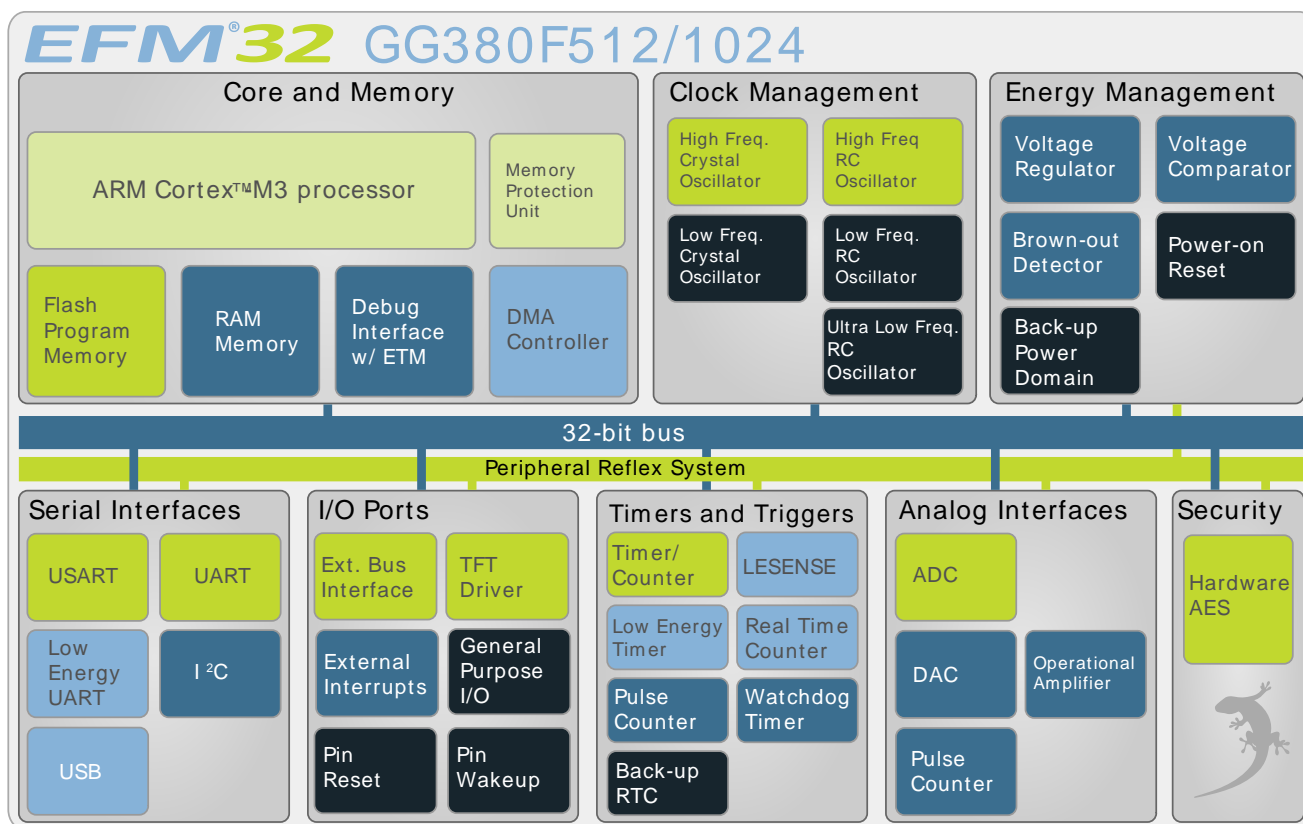 EFM®32 GG380F512/1024
Core and Memory
ARM Cortex™M3 processor
Memory
Protection
Unit
Flash
Program
Memory
RAM
Memory
Debug
Interface
w/ ETM
DMA
Controller
Clock Management
High Freq.
Crystal
Oscillator
High Freq
RC
Oscillator
Low Freq.
Crystal
Oscillator
Low Freq.
RC
Oscillator
Ultra Low Freq.
RC
Oscillator
Energy Management
Voltage
Regulator
Voltage
Comparator
Brown-out
Detector
Power-on
Reset
Back-up
Power
Domain
32-bit bus
Peripheral Reflex System
Serial Interfaces
USART
UART
Low
Energy
UART
I²C
USB
I/O Ports
Ext. Bus
Interface
TFT
Driver
External
Interrupts
General
Purpose
I/O
Pin
Reset
Pin
Wakeup
Timers and Triggers
Timer/
Counter
LESENSE
Low Energy
Timer
Real Time
Counter
Pulse
Counter
Watchdog
Timer
Back-up
RTC
Analog Interfaces
ADC
DAC
Operational
Amplifier
Pulse
Counter
Security
Hardware
AES